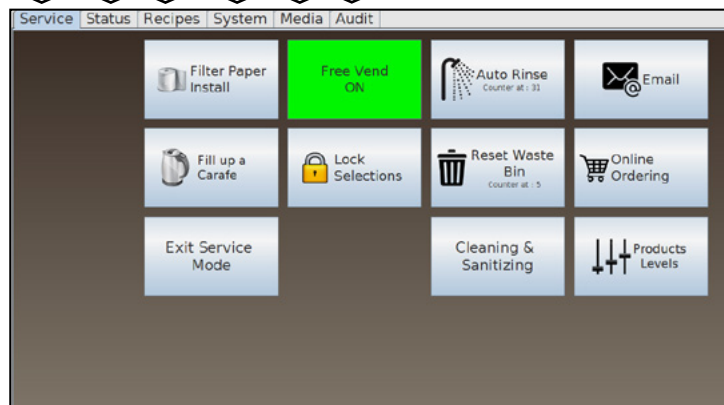 Service Status Recipes System Media Audit
Filter Paper
Install
Free Vend
ON
Auto Rinse
Counter at : 31
Email
Fill up a
Carafe
Lock
Selections
Reset Waste
Bin
Counter at : 5
Online
Ordering
Exit Service
Mode
Cleaning &
Sanitizing
Products
Levels